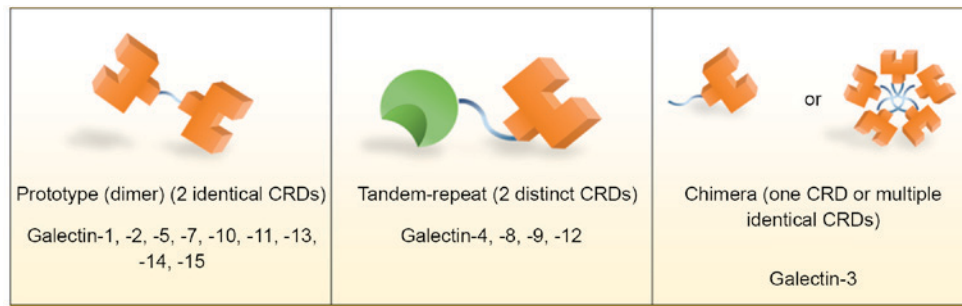 Prototype (dimer) (2 identical CRDs)
Galectin-1, -2, -5, -7, -10, -11, -13,
-14, -15
Tandem-repeat (2 distinct CRDs)
Galectin-4, -8, -9, -12
or
Chimera (one CRD or multiple
identical CRDs)
Galectin-3